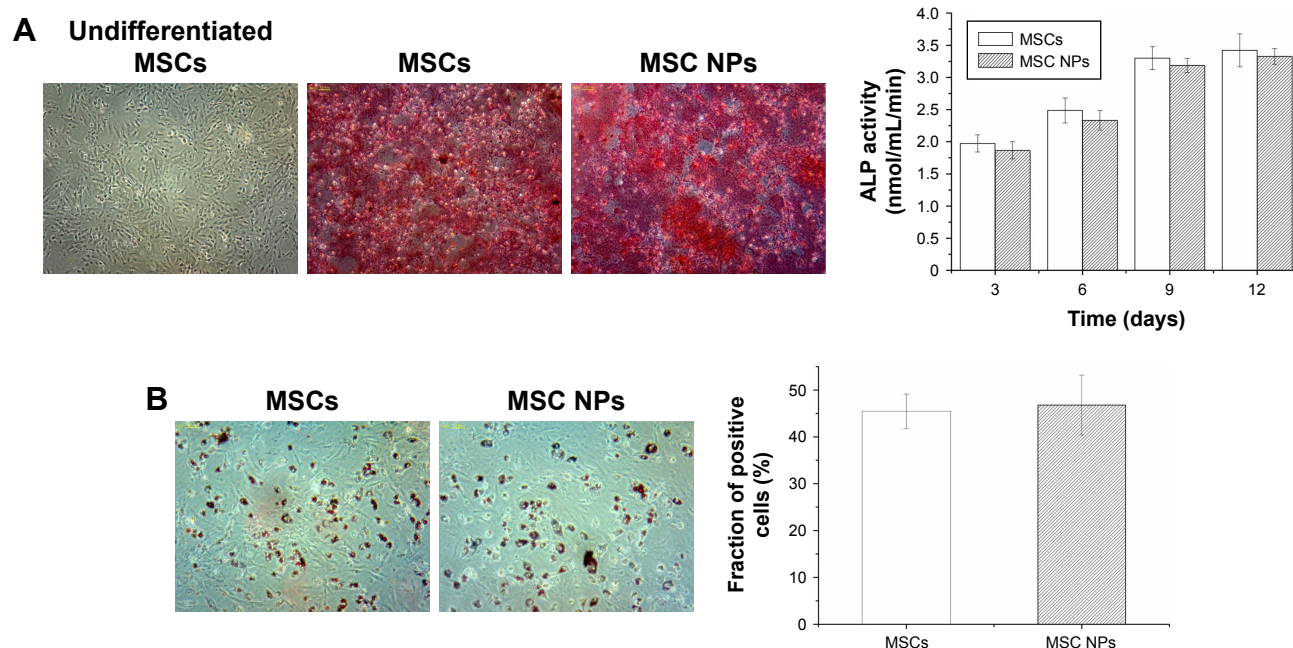 A
Undifferentiated
MSCs
MSCs
MSC NPs
ALP activity
(nmol/mL/min)
4.0
3.5
3.0
2.5
2.0
1.5
1.0
0.5
0
MSCs
MSC NPs
3
6
9
12
Time (days)
B
MSCs
MSC NPs
Fraction of positive
cells (%)
50
40
30
20
10
0
MSCs
MSC NPs